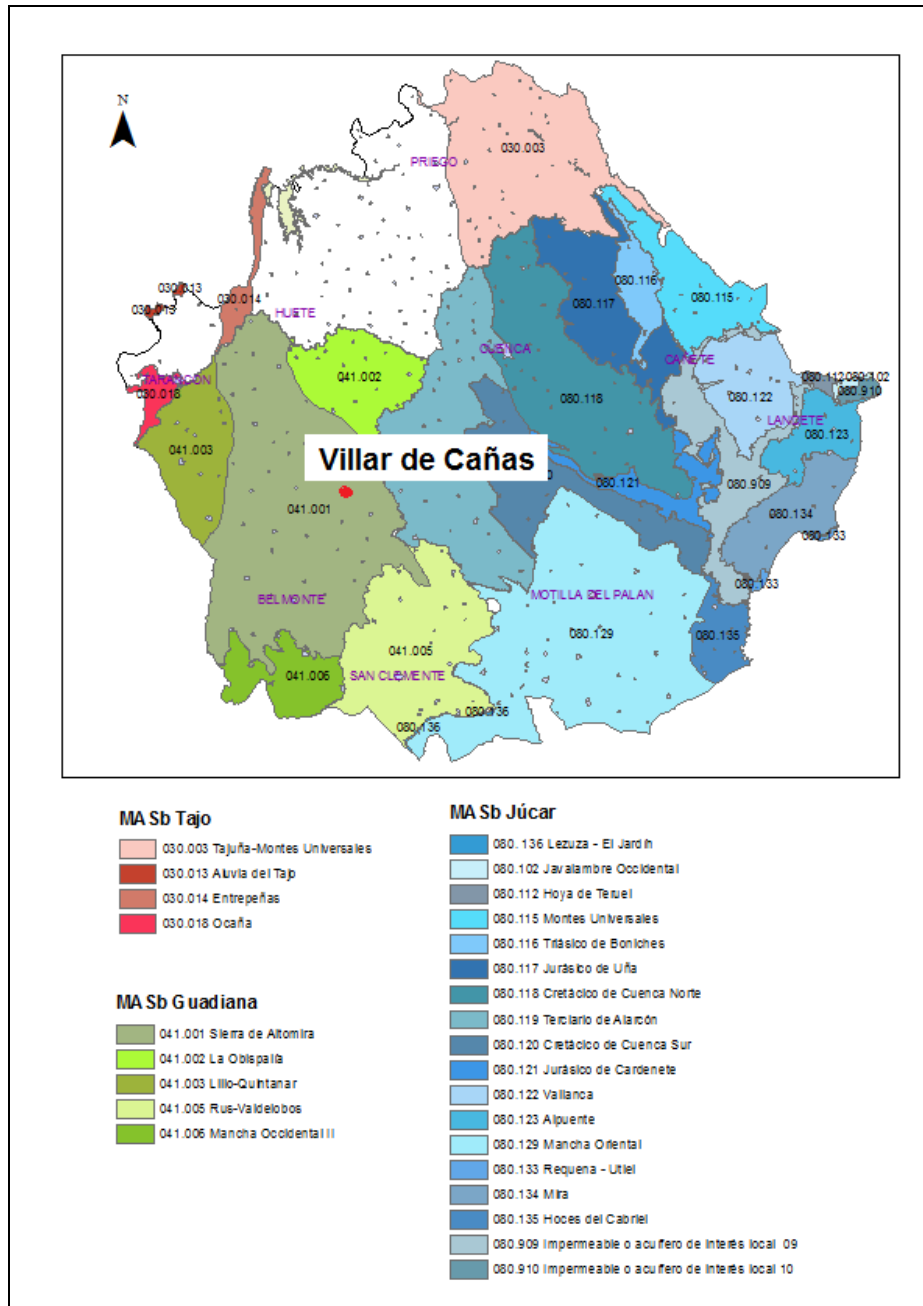 N
030.003
PRIEGO
080.116
080.115
030.013
030.014
030.013
080.117
HUETE
CUENCA
CAÑETE
TARANCON
041.002
080.112
080.102
030.018
080.122
080.910
080.118
LANDETE
080.123
041.003
Villar de Cañas
080.121
080.909
041.001
080.134
080.133
080.133
BELMONTE
MOTILLA DEL PALAN
080.129
041.005
080.135
041.006
SAN CLEMENTE
080.136
080.136
MASb Tajo
030.003 Tajuña-Montes Universales
030.013 Aluvia del Tajo
030.014 Entrepeñas
030.018 Ocaña
MASb Guadiana
041.001 Sierra de Altomira
041.002 La Obispalía
041.003 Lillo-Quintanar
041.005 Rus-Valdelobos
041.006 Mancha Occidental II
MASb Júcar
080.136 Lezuza - El Jardín
080.102 Javalambre Occidental
080.112 Hoya de Teruel
080.115 Montes Universales
080.116 Triásico de Boniches
080.117 Jurásico de Uña
080.118 Cretácico de Cuenca Norte
080.119 Terciario de Alarcón
080.120 Cretácico de Cuenca Sur
080.121 Jurásico de Cardenete
080.122 Vallanca
080.123 Alpuente
080.129 Mancha Oriental
080.133 Requena - Utiel
080.134 Mira
080.135 Hoces del Cabriel
080.909 Impermeable o acuífero de interés local 09
080.910 Impermeable o acuífero de interés local 10